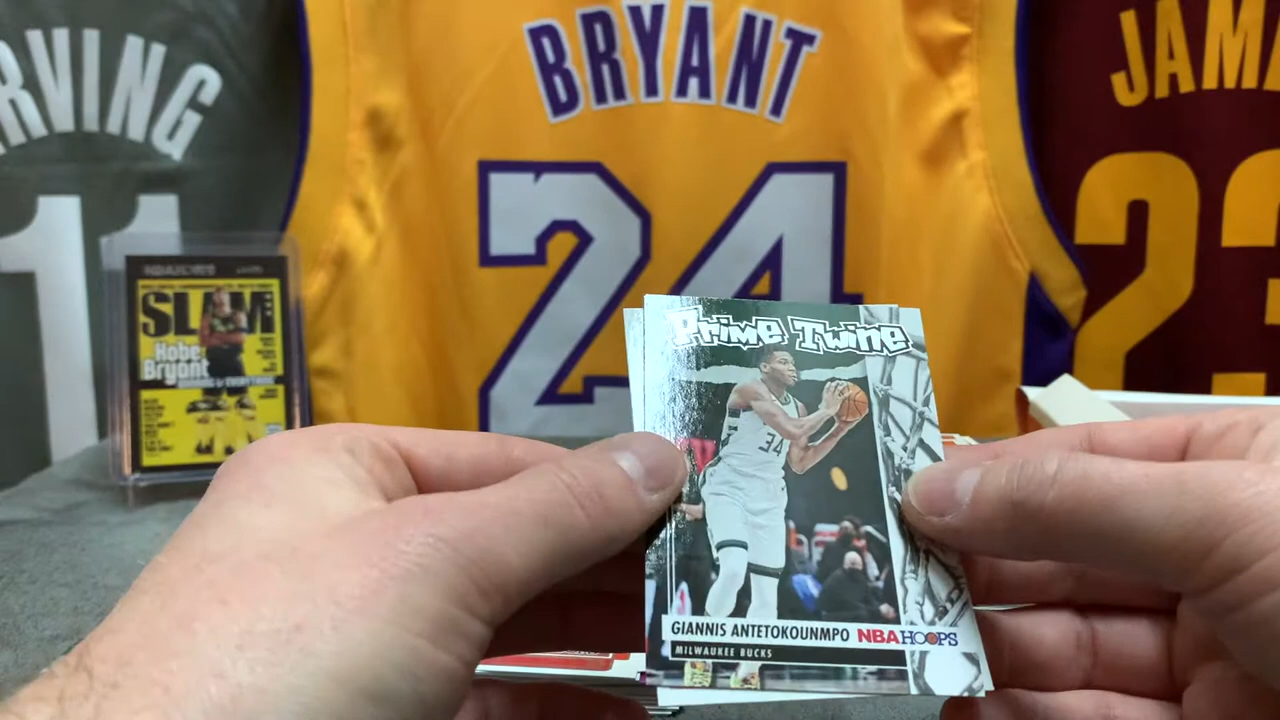 RVING
11
BRYANT
24
JAMA
23
SLAM
Kobe
Bryant
Prime Twine
34
GIANNIS ANTETOKOUNMPO NBA HOOPS
MILWAUKEE BUCKS